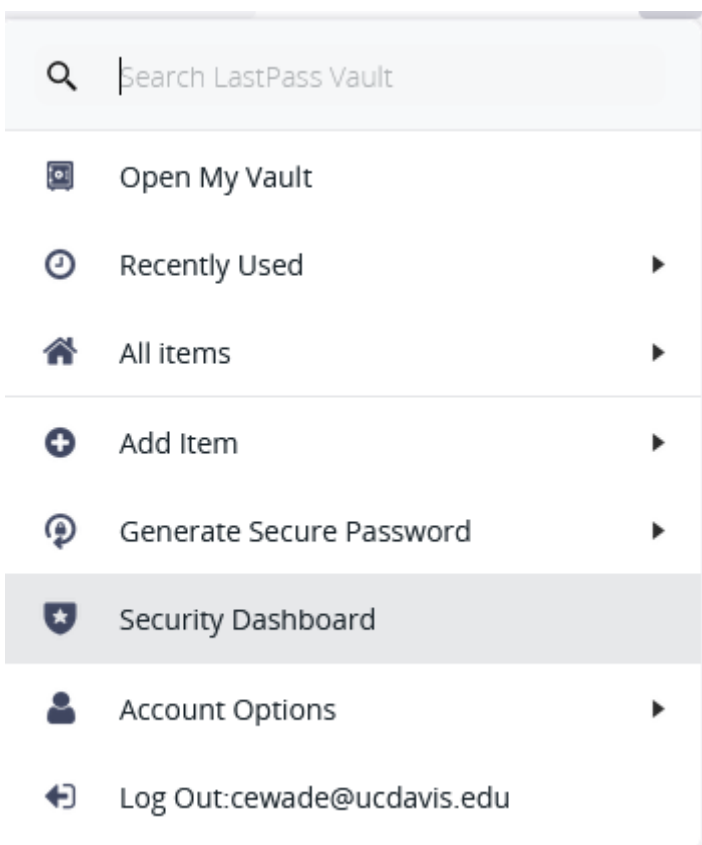 Search LastPass Vault
Open My Vault
Recently Used
All items
Add Item
Generate Secure Password
Security Dashboard
Account Options
Log Out:cewade@ucdavis.edu